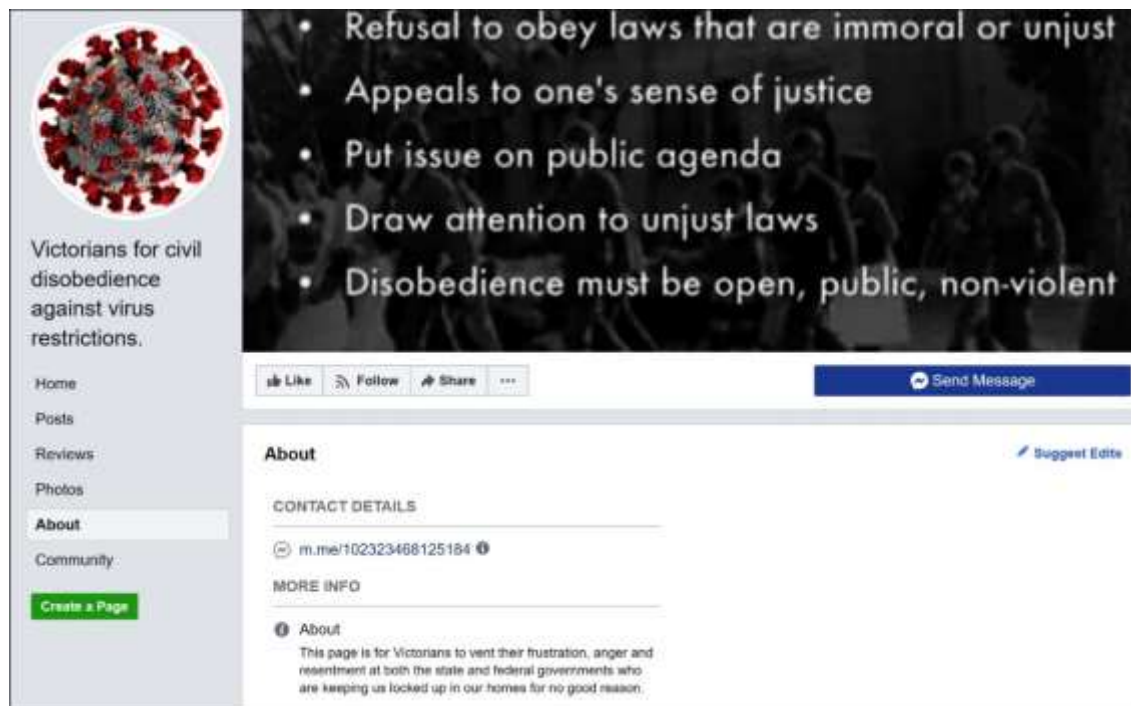 • Refusal to obey laws that are immoral or unjust
• Appeals to one's sense of justice
• Put issue on public agenda
• Draw attention to unjust laws
• Disobedience must be open, public, non-violent
Victorians for civil
disobedience
against virus
restrictions.
Home
Posts
Reviews
Photos
About
Community
Create a Page
Like Follow Share ...
Send Message
About
Suggest Edits
CONTACT DETAILS
m.me/102323468125184
MORE INFO
About
This page is for Victorians to vent their frustration, anger and
resentment at both the state and federal governments who
are keeping us locked up in our homes for no good reason.